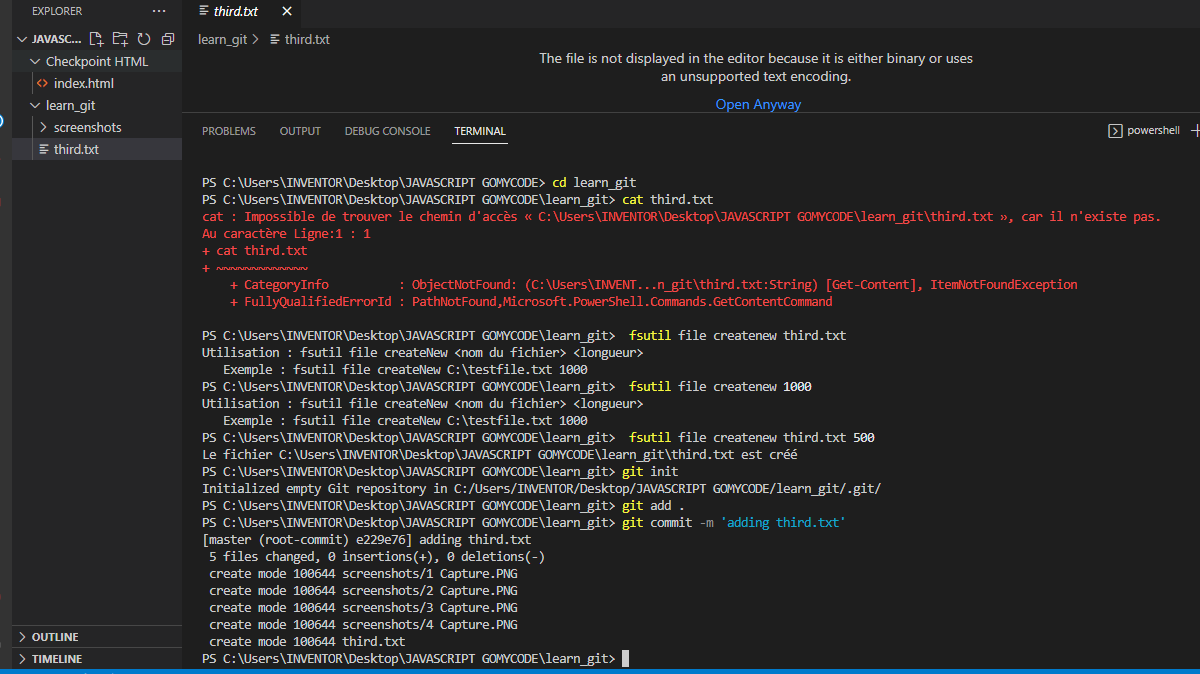 EXPLORER ...
JAVASC...
Checkpoint HTML
index.html
learn_git
screenshots
third.txt
OUTLINE
TIMELINE
third.txt
learn_git > third.txt
The file is not displayed in the editor because it is either binary or uses
an unsupported text encoding.
Open Anyway
PROBLEMS OUTPUT DEBUG CONSOLE TERMINAL powershell
PS C:\Users\INVENTOR\Desktop\JAVASCRIPT GOMYCODE> cd learn_git
PS C:\Users\INVENTOR\Desktop\JAVASCRIPT GOMYCODE\learn_git> cat third.txt
cat : Impossible de trouver le chemin d'accès « C:\Users\INVENTOR\Desktop\JAVASCRIPT GOMYCODE\learn_git\third.txt », car il n'existe pas.
Au caractère Ligne:1 : 1
+ cat third.txt
+ ~~~~~~~~~~~~~
+ CategoryInfo : ObjectNotFound: (C:\Users\INVENT...n_git\third.txt:String) [Get-Content], ItemNotFoundException
+ FullyQualifiedErrorId : PathNotFound,Microsoft.PowerShell.Commands.GetContentCommand
PS C:\Users\INVENTOR\Desktop\JAVASCRIPT GOMYCODE\learn_git> fsutil file createnew third.txt
Utilisation : fsutil file createNew <nom du fichier> <longueur>
Exemple : fsutil file createNew C:\testfile.txt 1000
PS C:\Users\INVENTOR\Desktop\JAVASCRIPT GOMYCODE\learn_git> fsutil file createnew 1000
Utilisation : fsutil file createNew <nom du fichier> <longueur>
Exemple : fsutil file createNew C:\testfile.txt 1000
PS C:\Users\INVENTOR\Desktop\JAVASCRIPT GOMYCODE\learn_git> fsutil file createnew third.txt 500
Le fichier C:\Users\INVENTOR\Desktop\JAVASCRIPT GOMYCODE\learn_git\third.txt est créé
PS C:\Users\INVENTOR\Desktop\JAVASCRIPT GOMYCODE\learn_git> git init
Initialized empty Git repository in C:/Users/INVENTOR/Desktop/JAVASCRIPT GOMYCODE/learn_git/.git/
PS C:\Users\INVENTOR\Desktop\JAVASCRIPT GOMYCODE\learn_git> git add .
PS C:\Users\INVENTOR\Desktop\JAVASCRIPT GOMYCODE\learn_git> git commit -m 'adding third.txt'
[master (root-commit) e229e76] adding third.txt
5 files changed, 0 insertions(+), 0 deletions(-)
create mode 100644 screenshots/1 Capture.PNG
create mode 100644 screenshots/2 Capture.PNG
create mode 100644 screenshots/3 Capture.PNG
create mode 100644 screenshots/4 Capture.PNG
create mode 100644 third.txt
PS C:\Users\INVENTOR\Desktop\JAVASCRIPT GOMYCODE\learn_git>